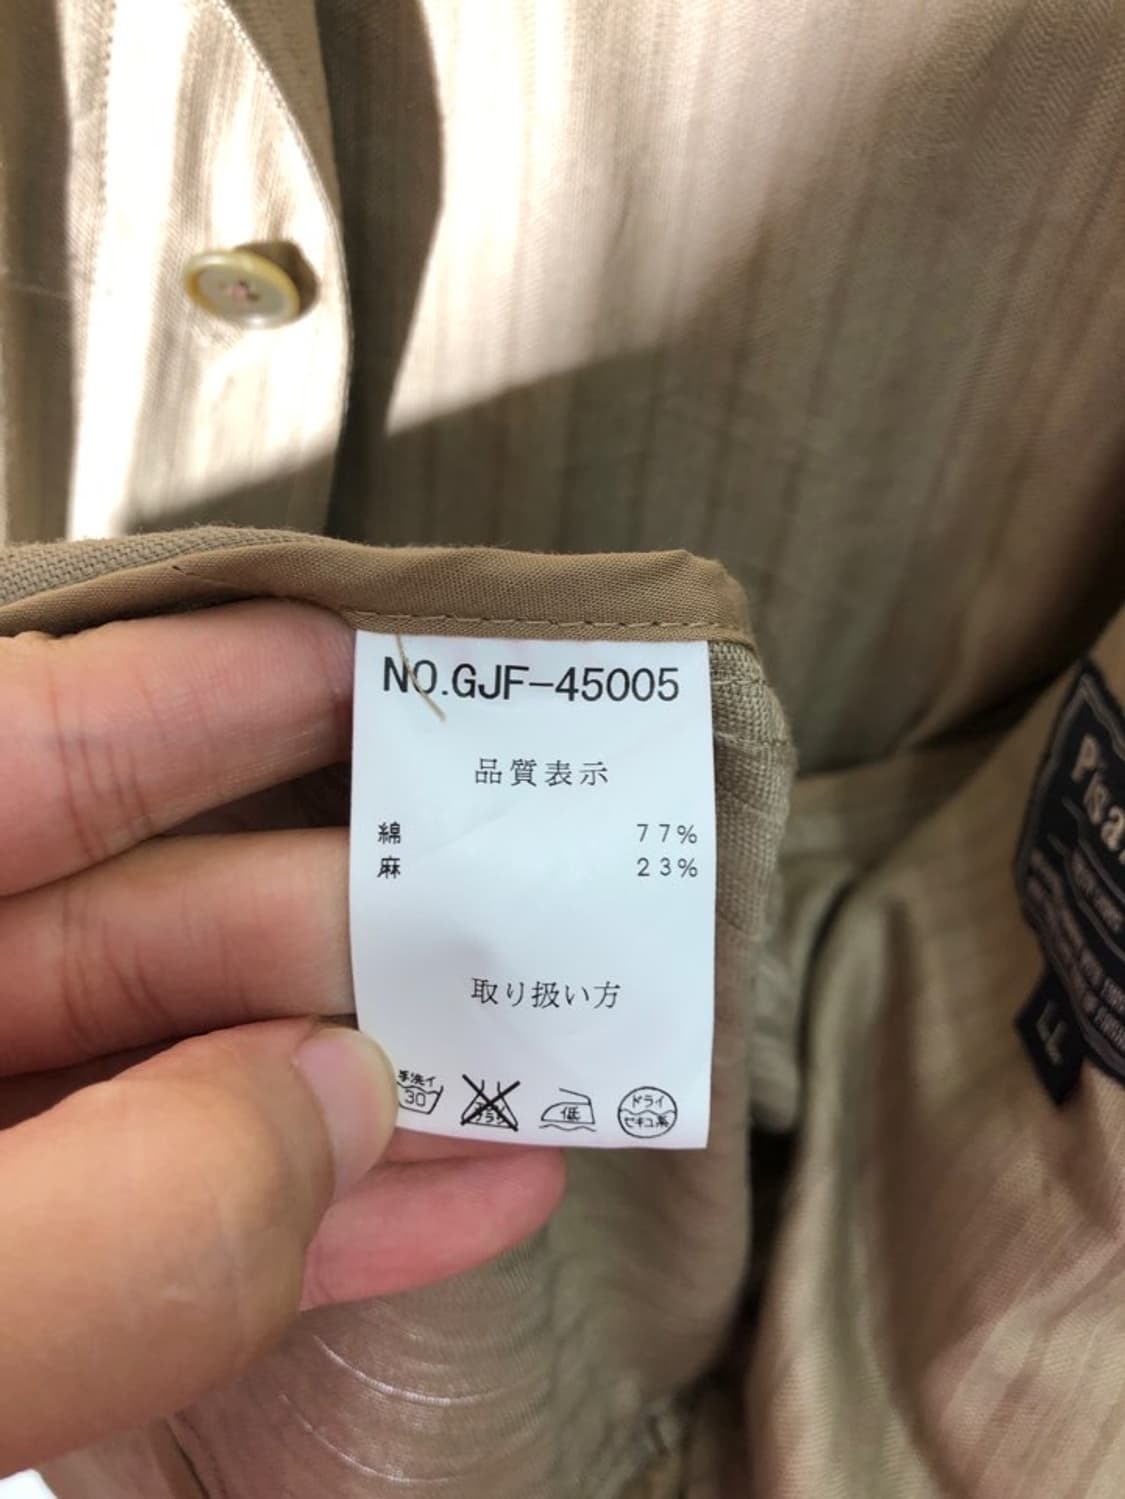 NO.GJF-45005
品質表示
綿 77%
麻 23%
取り扱い方
手洗イ
30
低
ドライ
セキユ系
LL